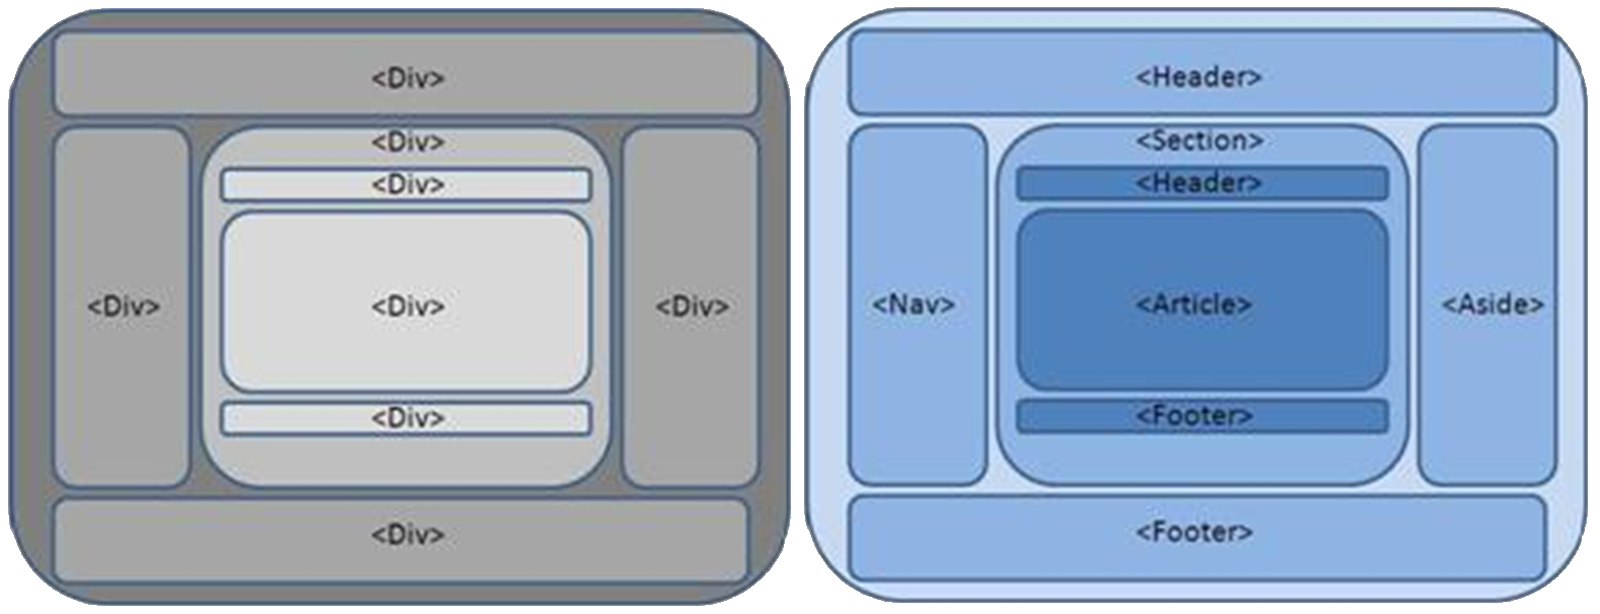 <Div>
<Div>
<Div>
<Div>
<Div>
<Div>
<Div>
<Div>
<Header>
<Section>
<Header>
<Nav>
<Article>
<Aside>
<Footer>
<Footer>